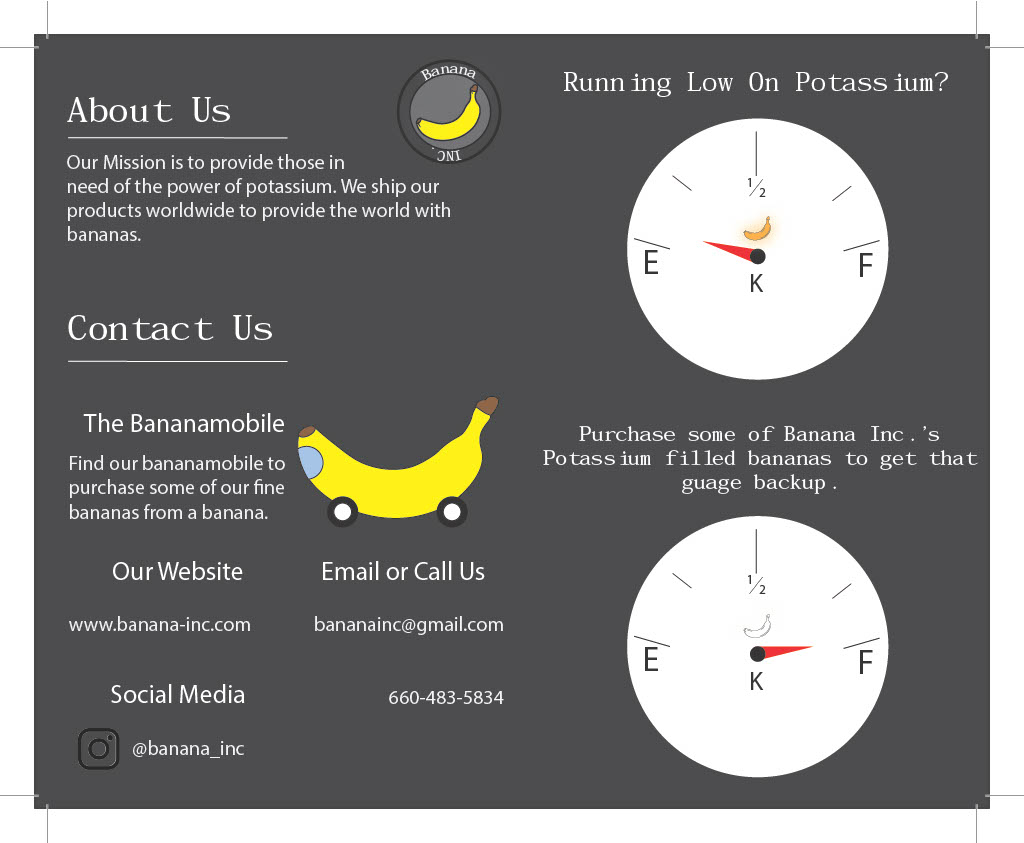 Banana
INC.
About Us
Our Mission is to provide those in
need of the power of potassium. We ship our
products worldwide to provide the world with
bananas.
Contact Us
The Bananamobile
Find our bananamobile to
purchase some of our fine
bananas from a banana.
Our Website
www.banana-inc.com
Email or Call Us
bananainc@gmail.com
660-483-5834
Social Media
@banana_inc
Running Low On Potassium?
1/2
E
F
K
Purchase some of Banana Inc.'s
Potassium filled bananas to get that
guage backup.
1/2
E
F
K